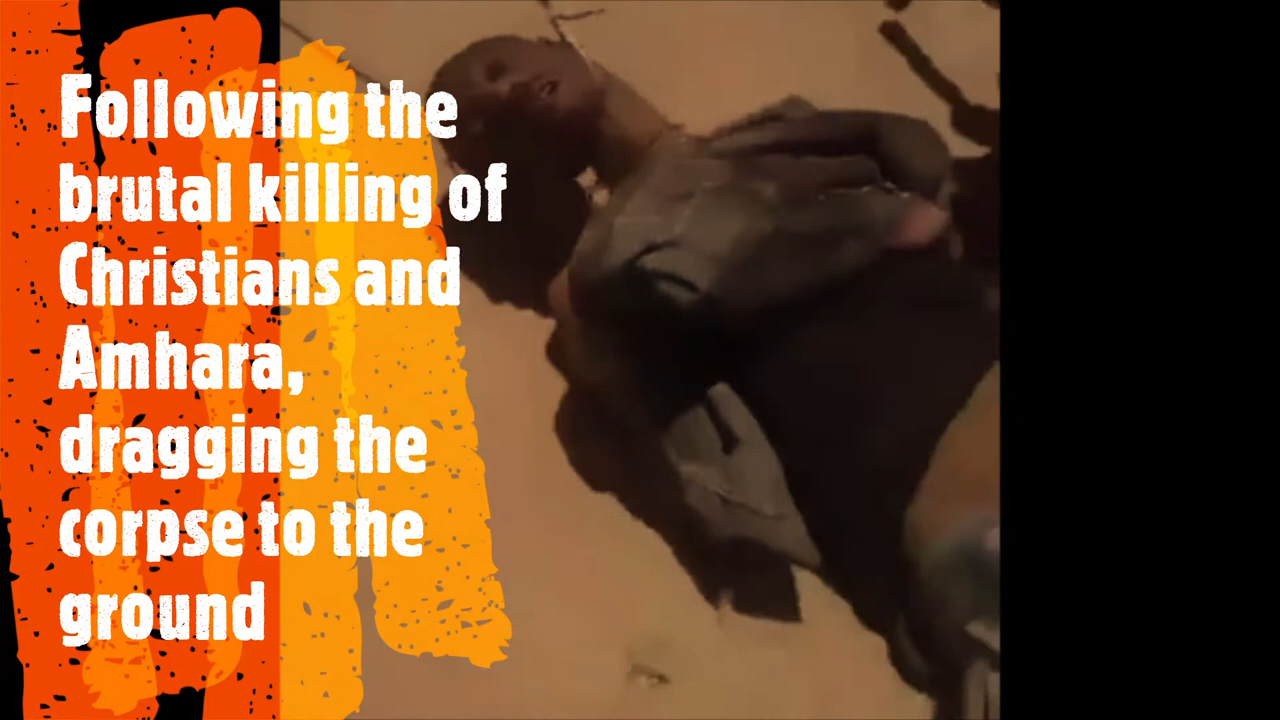 Following the
brutal killing of
Christians and
Amhara,
dragging the
corpse to the
ground